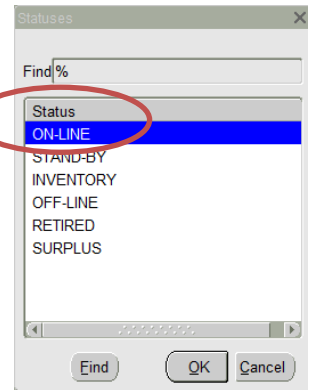 Statuses
Find %
Status
ON-LINE
STAND-BY
INVENTORY
OFF-LINE
RETIRED
SURPLUS
Find OK Cancel